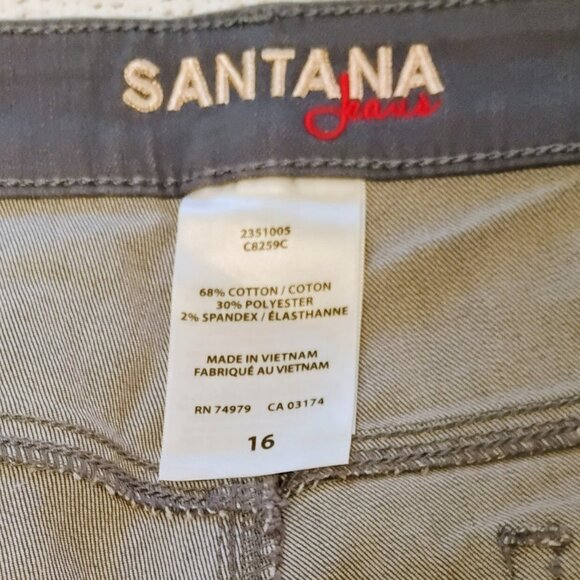 SANTANA
Jeans
2351005
C8259C
68% COTTON / COTON
30% POLYESTER
2% SPANDEX / ÉLASTHANNE
MADE IN VIETNAM
FABRIQUÉ AU VIETNAM
RN 74979 CA 03174
16